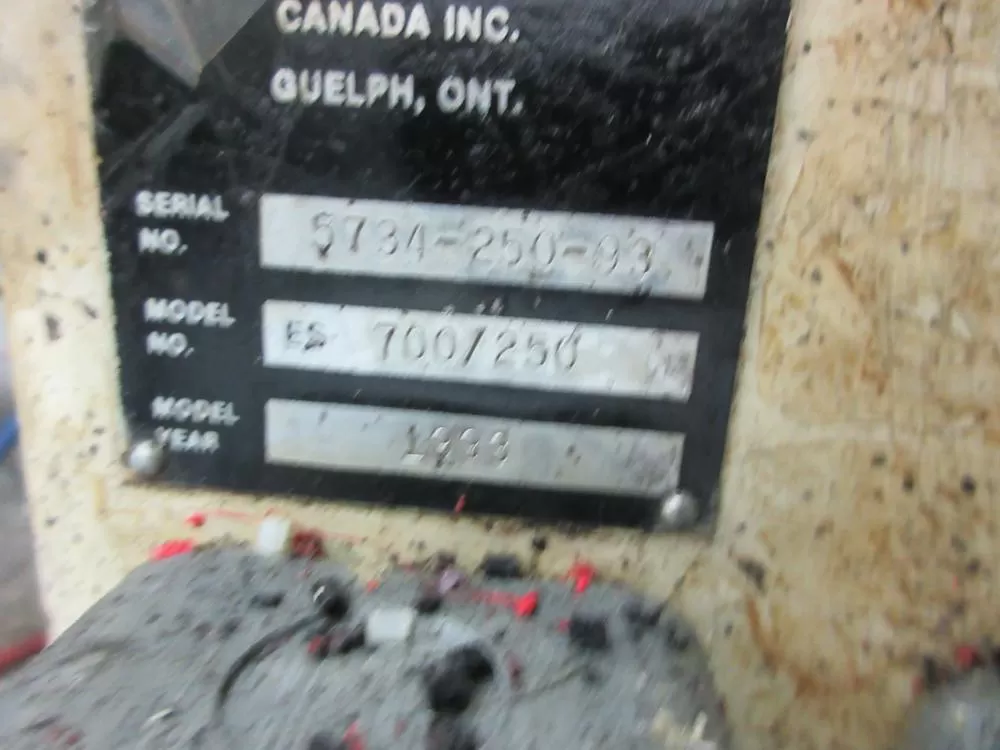 CANADA INC.
GUELPH, ONT.
SERIAL NO. 5734-250-93
MODEL NO. ES 700/250
MODEL YEAR 1993